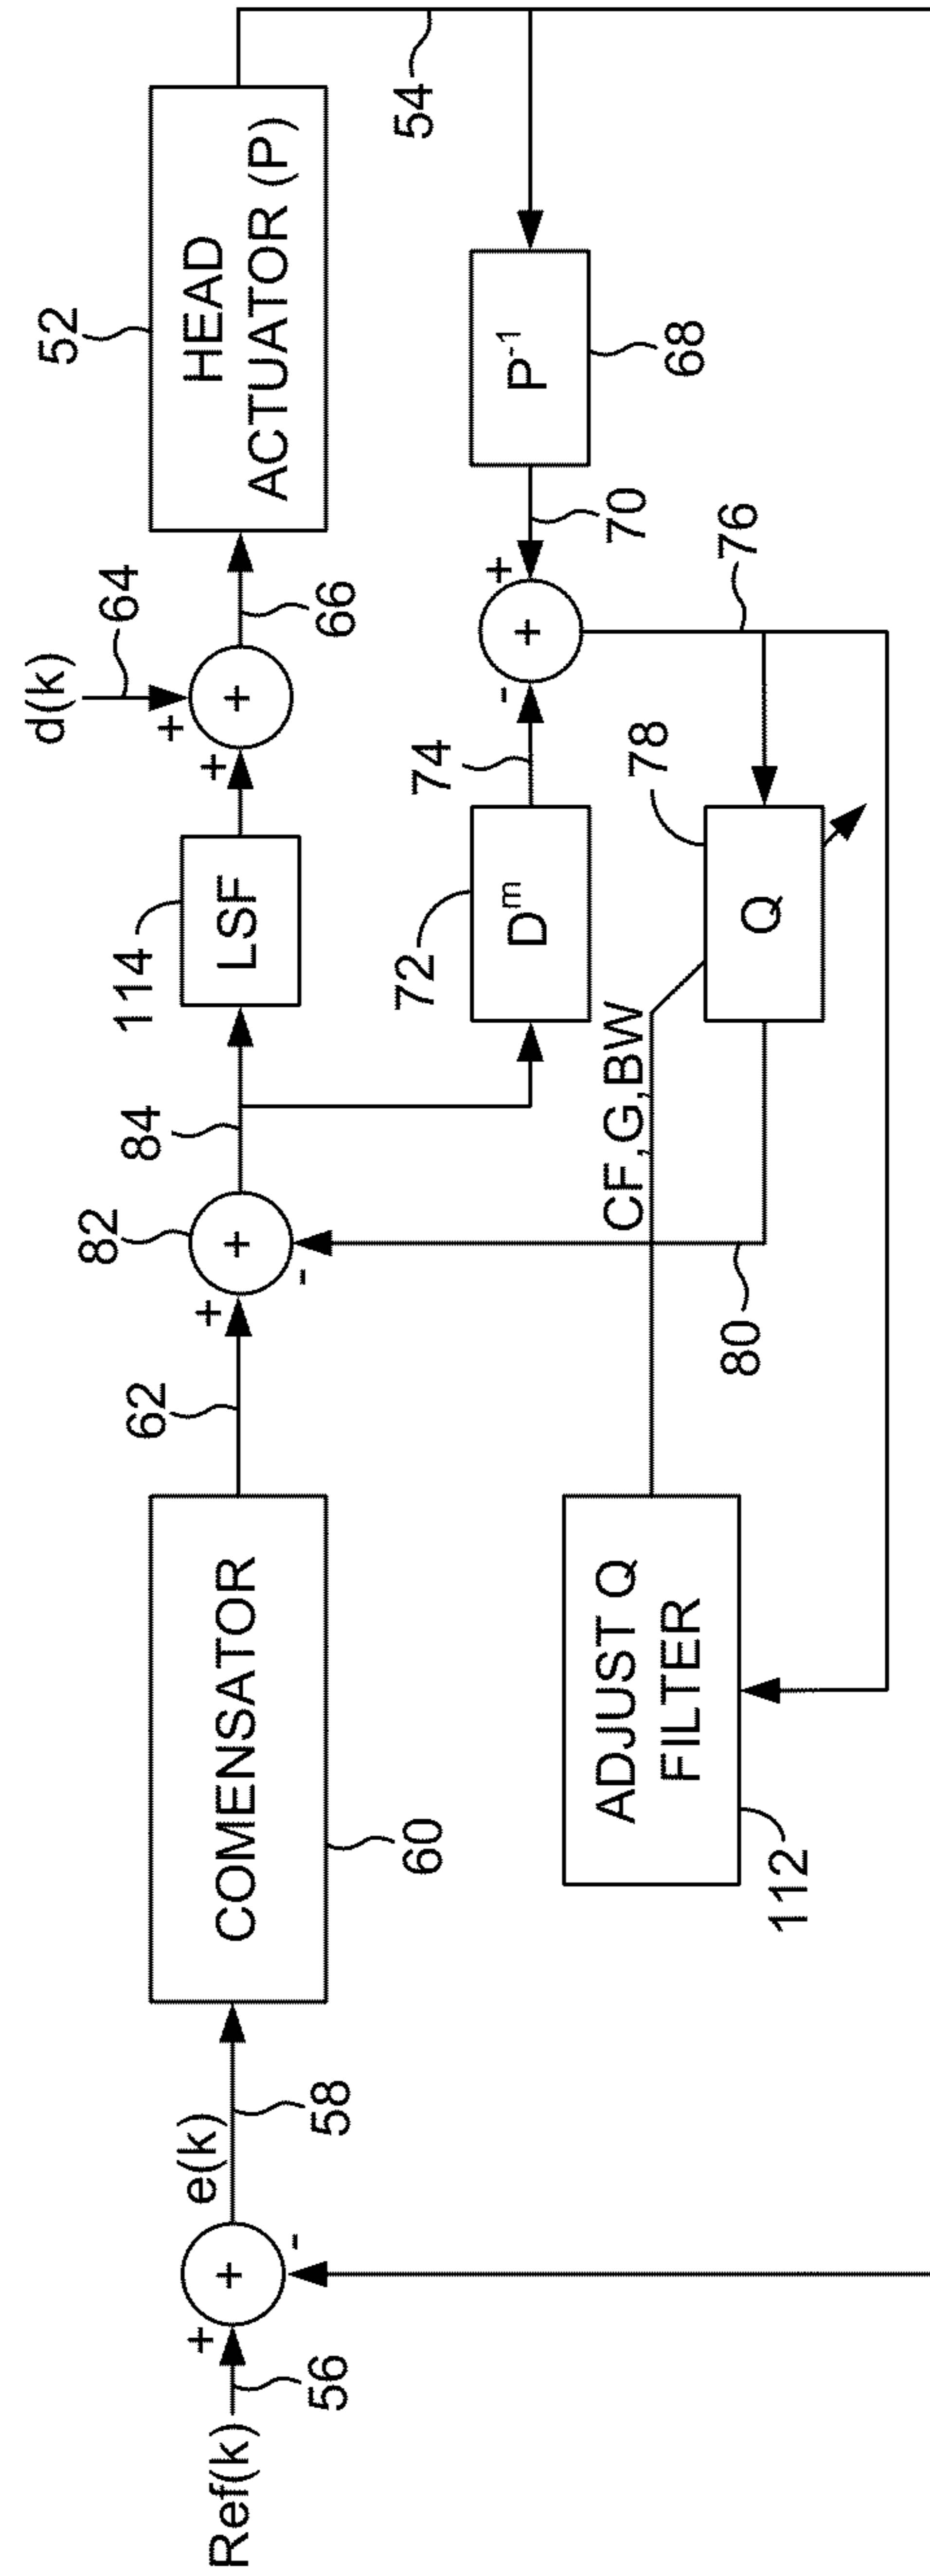 Ref(k)
56
+
+
-
e(k)
58
COMENSATOR
60
62
+
+
-
82
84
114
LSF
d(k)
64
+
+
+
66
52
HEAD
ACTUATOR (P)
54
72
Dᵐ
74
-
+
+
70
P⁻¹
68
76
78
Q
CF,G,BW
80
ADJUST Q
FILTER
112